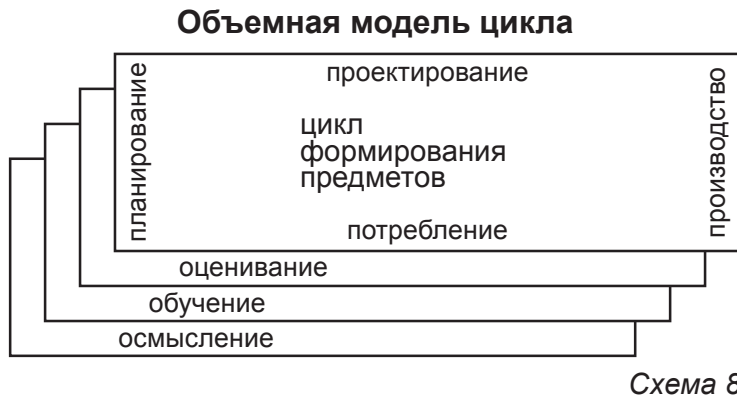 Объемная модель цикла
планирование
проектирование
цикл
формирования
предметов
производство
потребление
оценивание
обучение
осмысление
Схема 8